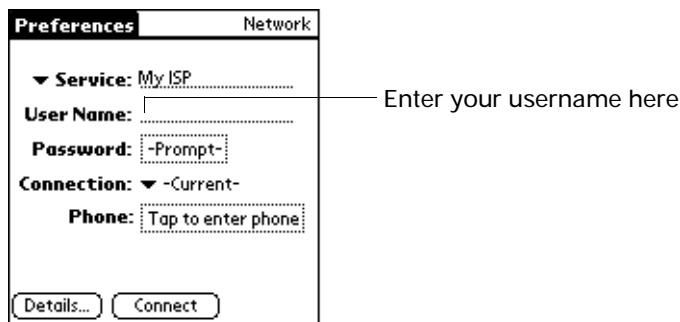 Preferences Network
▼ Service: My ISP
User Name:
Enter your username here
Password: -Prompt-
Connection: ▼ -Current-
Phone: Tap to enter phone
Details... Connect